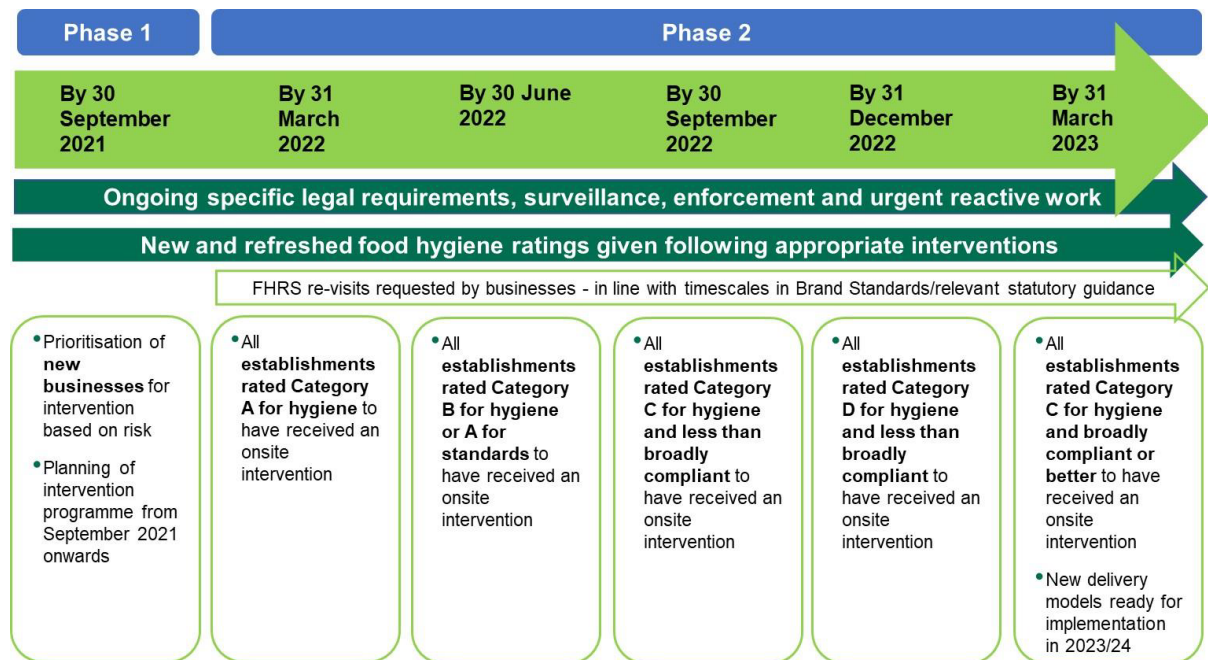 Phase 1
Phase 2
By 30
September
2021
By 31
March
2022
By 30 June
2022
By 30
September
2022
By 31
December
2022
By 31
March
2023
Ongoing specific legal requirements, surveillance, enforcement and urgent reactive work
New and refreshed food hygiene ratings given following appropriate interventions
FHRS re-visits requested by businesses - in line with timescales in Brand Standards/relevant statutory guidance
•Prioritisation of
new
businesses for
intervention
based on risk
•Planning of
intervention
programme from
September 2021
onwards
•All
establishments
rated Category
A for hygiene to
have received an
onsite
intervention
•All
establishments
rated Category
B for hygiene
or A for
standards to
have received an
onsite
intervention
•All
establishments
rated Category
C for hygiene
and less than
broadly
compliant to
have received an
onsite
intervention
•All
establishments
rated Category
D for hygiene
and less than
broadly
compliant to
have received an
onsite
intervention
•All
establishments
rated Category
C for hygiene
and broadly
compliant or
better to have
received an
onsite
intervention
•New delivery
models ready for
implementation
in 2023/24